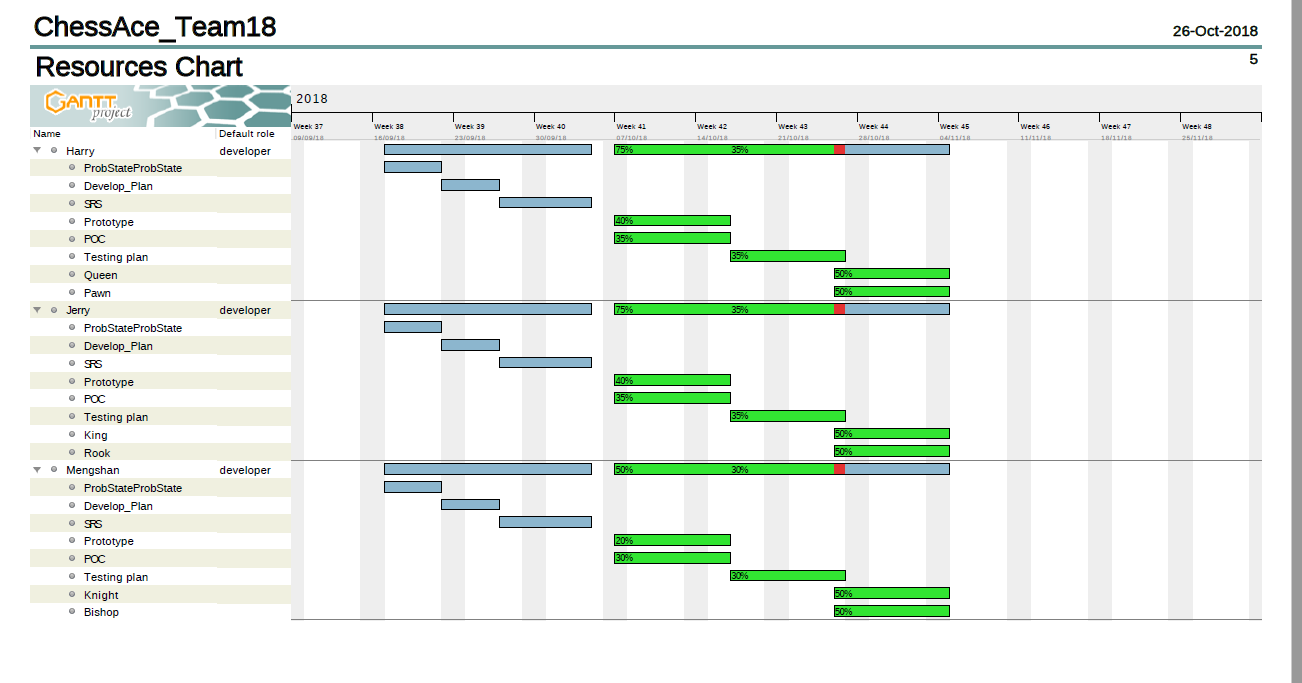 ChessAce_Team18
26-Oct-2018
Resources Chart
5
GANTT project
2018
Name Default role
Week 37 Week 38 Week 39 Week 40 Week 41 Week 42 Week 43 Week 44 Week 45 Week 46 Week 47 Week 48
09/09/18 16/09/18 23/09/18 30/09/18 07/10/18 14/10/18 21/10/18 28/10/18 04/11/18 11/11/18 18/11/18 25/11/18
Harry developer 75% 35%
ProbStateProbState
Develop_Plan
SRS
Prototype 40%
POC 35%
Testing plan 35%
Queen 50%
Pawn 50%
Jerry developer 75% 35%
ProbStateProbState
Develop_Plan
SRS
Prototype 40%
POC 35%
Testing plan 35%
King 50%
Rook 50%
Mengshan developer 50% 30%
ProbStateProbState
Develop_Plan
SRS
Prototype 20%
POC 30%
Testing plan 30%
Knight 50%
Bishop 50%